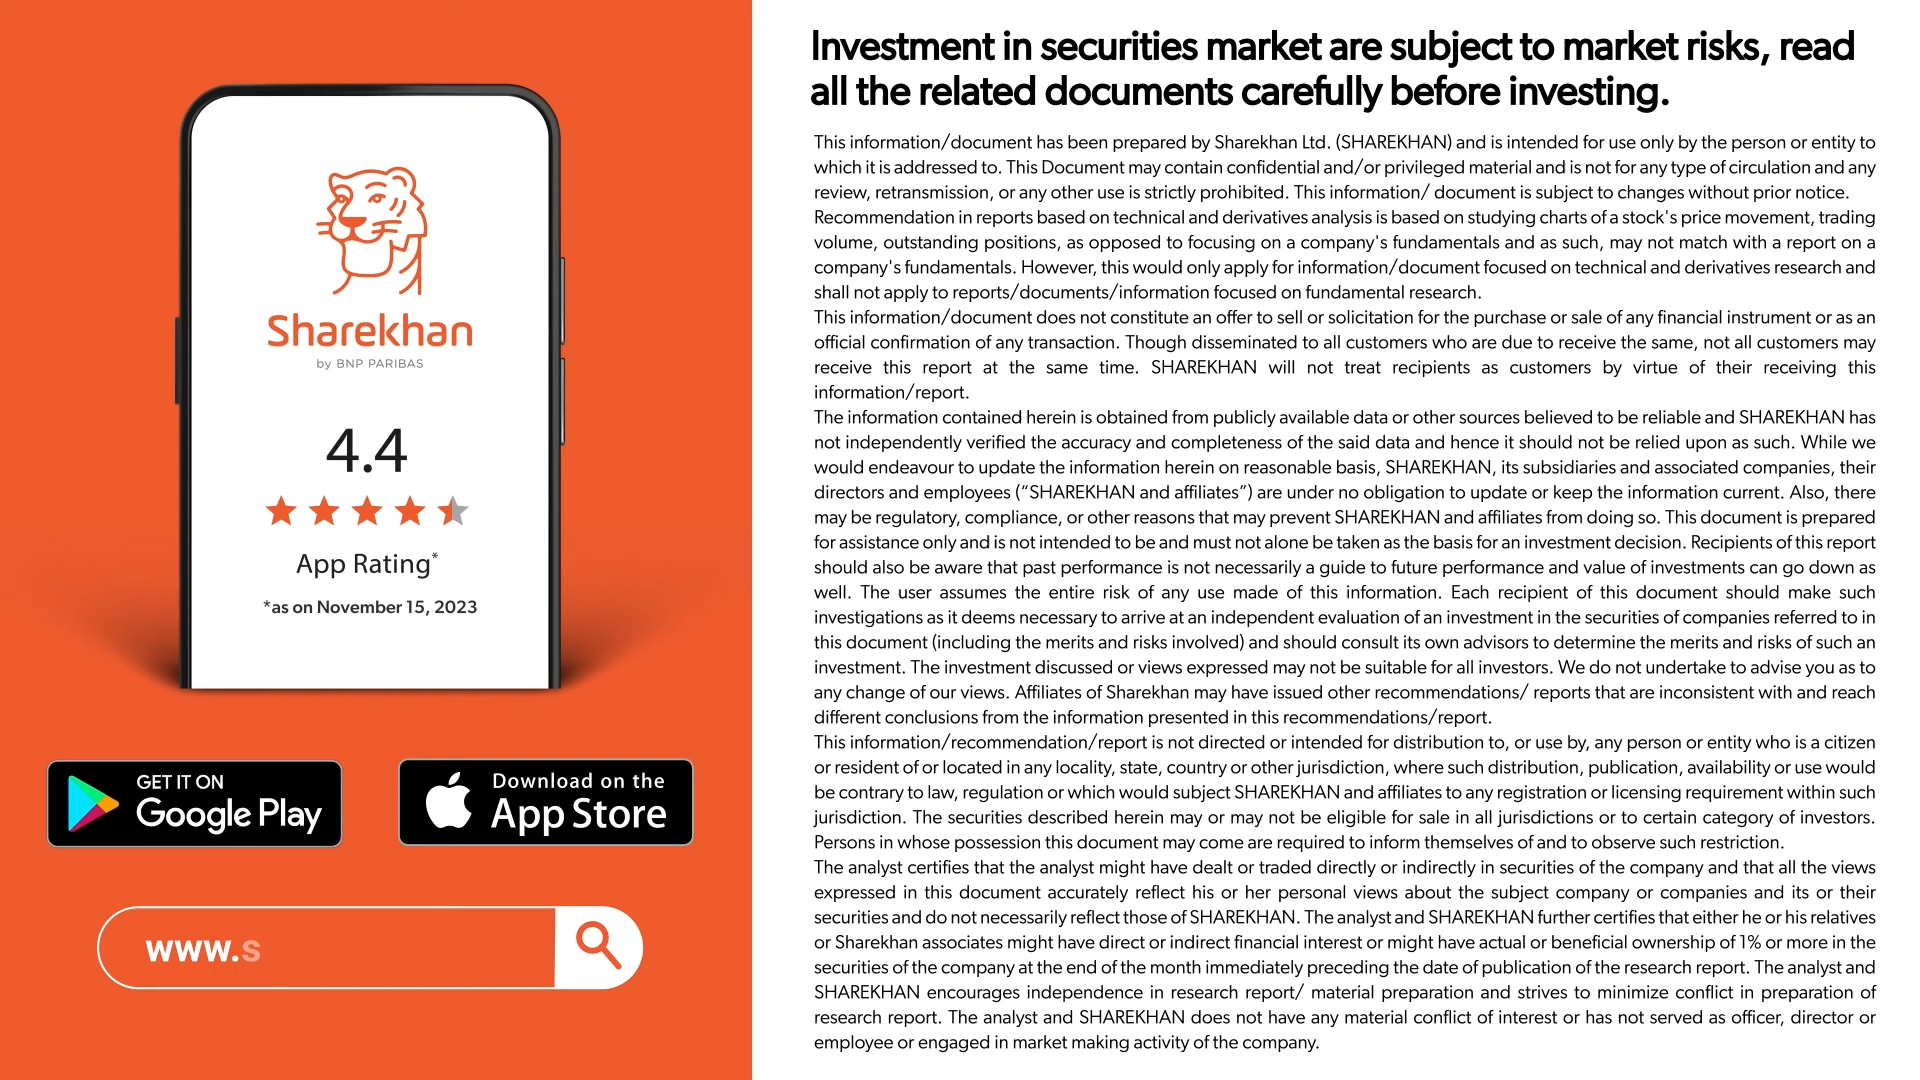 Sharekhan
by BNP PARIBAS
4.4
App Rating*
*as on November 15, 2023
GET IT ON
Google Play
Download on the
App Store
www.s
Investment in securities market are subject to market risks, read
all the related documents carefully before investing.
This information/document has been prepared by Sharekhan Ltd. (SHAREKHAN) and is intended for use only by the person or entity to
which it is addressed to. This Document may contain confidential and/or privileged material and is not for any type of circulation and any
review, retransmission, or any other use is strictly prohibited. This information/ document is subject to changes without prior notice.
Recommendation in reports based on technical and derivatives analysis is based on studying charts of a stock's price movement, trading
volume, outstanding positions, as opposed to focusing on a company's fundamentals and as such, may not match with a report on a
company's fundamentals. However, this would only apply for information/document focused on technical and derivatives research and
shall not apply to reports/documents/information focused on fundamental research.
This information/document does not constitute an offer to sell or solicitation for the purchase or sale of any financial instrument or as an
official confirmation of any transaction. Though disseminated to all customers who are due to receive the same, not all customers may
receive this report at the same time. SHAREKHAN will not treat recipients as customers by virtue of their receiving this
information/report.
The information contained herein is obtained from publicly available data or other sources believed to be reliable and SHAREKHAN has
not independently verified the accuracy and completeness of the said data and hence it should not be relied upon as such. While we
would endeavour to update the information herein on reasonable basis, SHAREKHAN, its subsidiaries and associated companies, their
directors and employees (“SHAREKHAN and affiliates”) are under no obligation to update or keep the information current. Also, there
may be regulatory, compliance, or other reasons that may prevent SHAREKHAN and affiliates from doing so. This document is prepared
for assistance only and is not intended to be and must not alone be taken as the basis for an investment decision. Recipients of this report
should also be aware that past performance is not necessarily a guide to future performance and value of investments can go down as
well. The user assumes the entire risk of any use made of this information. Each recipient of this document should make such
investigations as it deems necessary to arrive at an independent evaluation of an investment in the securities of companies referred to in
this document (including the merits and risks involved) and should consult its own advisors to determine the merits and risks of such an
investment. The investment discussed or views expressed may not be suitable for all investors. We do not undertake to advise you as to
any change of our views. Affiliates of Sharekhan may have issued other recommendations/ reports that are inconsistent with and reach
different conclusions from the information presented in this recommendations/report.
This information/recommendation/report is not directed or intended for distribution to, or use by, any person or entity who is a citizen
or resident of or located in any locality, state, country or other jurisdiction, where such distribution, publication, availability or use would
be contrary to law, regulation or which would subject SHAREKHAN and affiliates to any registration or licensing requirement within such
jurisdiction. The securities described herein may or may not be eligible for sale in all jurisdictions or to certain category of investors.
Persons in whose possession this document may come are required to inform themselves of and to observe such restriction.
The analyst certifies that the analyst might have dealt or traded directly or indirectly in securities of the company and that all the views
expressed in this document accurately reflect his or her personal views about the subject company or companies and its or their
securities and do not necessarily reflect those of SHAREKHAN. The analyst and SHAREKHAN further certifies that either he or his relatives
or Sharekhan associates might have direct or indirect financial interest or might have actual or beneficial ownership of 1% or more in the
securities of the company at the end of the month immediately preceding the date of publication of the research report. The analyst and
SHAREKHAN encourages independence in research report/ material preparation and strives to minimize conflict in preparation of
research report. The analyst and SHAREKHAN does not have any material conflict of interest or has not served as officer, director or
employee or engaged in market making activity of the company.